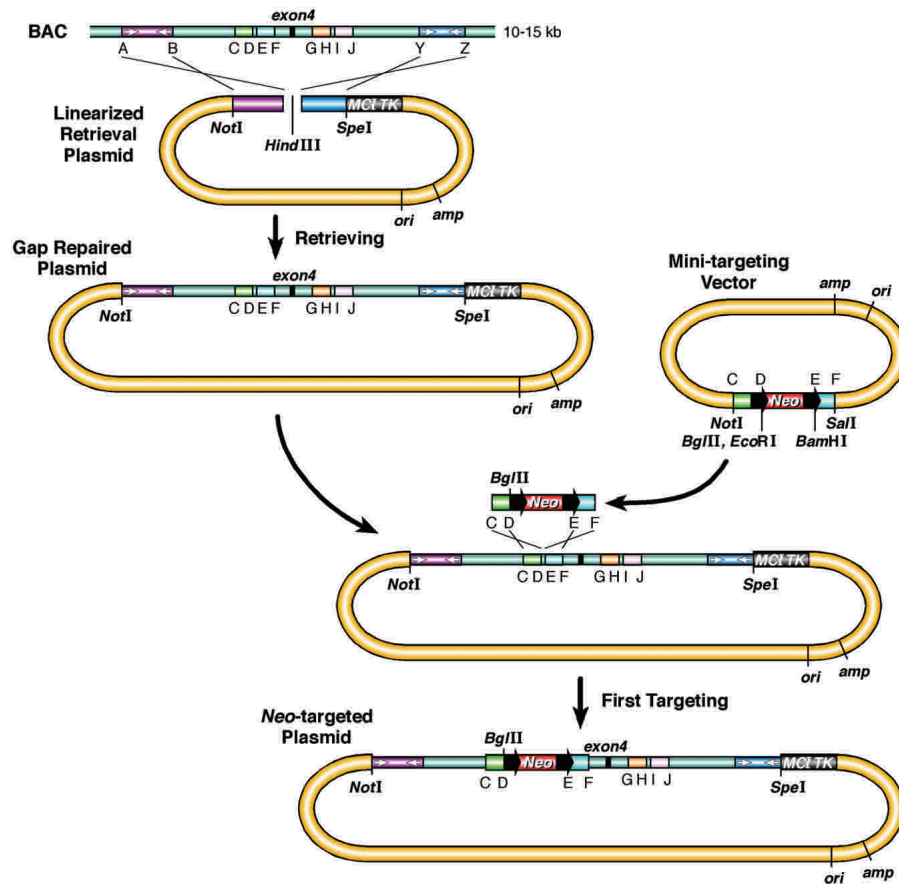 exon4
BAC
10-15 kb
A B C D E F G H I J Y Z
MC1 TK
NotI SpeI
HindIII
Linearized
Retrieval
Plasmid
ori amp
Retrieving
Gap Repaired
Plasmid
exon4
MC1 TK
NotI C D E F G H I J SpeI
ori amp
Mini-targeting
Vector
amp ori
C D E F
Neo
NotI SalI
BglII, EcoRI BamHI
BglII
Neo
C D E F
MC1 TK
NotI C D E F G H I J SpeI
ori amp
First Targeting
Neo-targeted
Plasmid
BglII exon4
Neo MC1 TK
NotI C D E F G H I J SpeI
ori amp